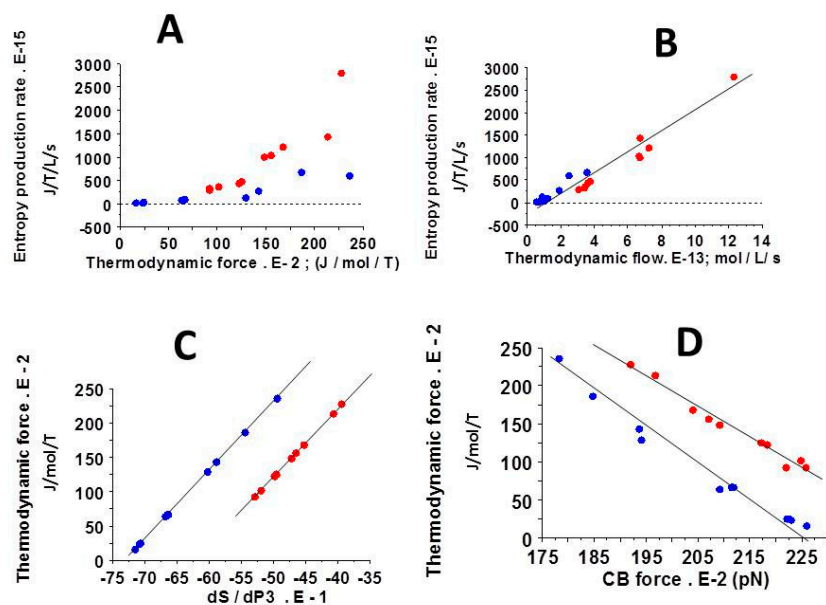 A
Entropy production rate . E-15
J/T/L/s
3000
2500
2000
1500
1000
500
0
-500
0 50 100 150 200 250
Thermodynamic force . E- 2 ; (J / mol / T)
B
Entropy production rate . E-15
J/T/L/s
3000
2500
2000
1500
1000
500
0
-500
0 2 4 6 8 10 12 14
Thermodynamic flow. E-13; mol / L/ s
C
Thermodynamic force . E - 2
J/mol/T
250
200
150
100
50
0
-75 -70 -65 -60 -55 -50 -45 -40 -35
dS / dP3 . E - 1
D
Thermodynamic force . E - 2
J/mol/T
250
200
150
100
50
0
175 185 195 205 215 225
CB force . E-2 (pN)